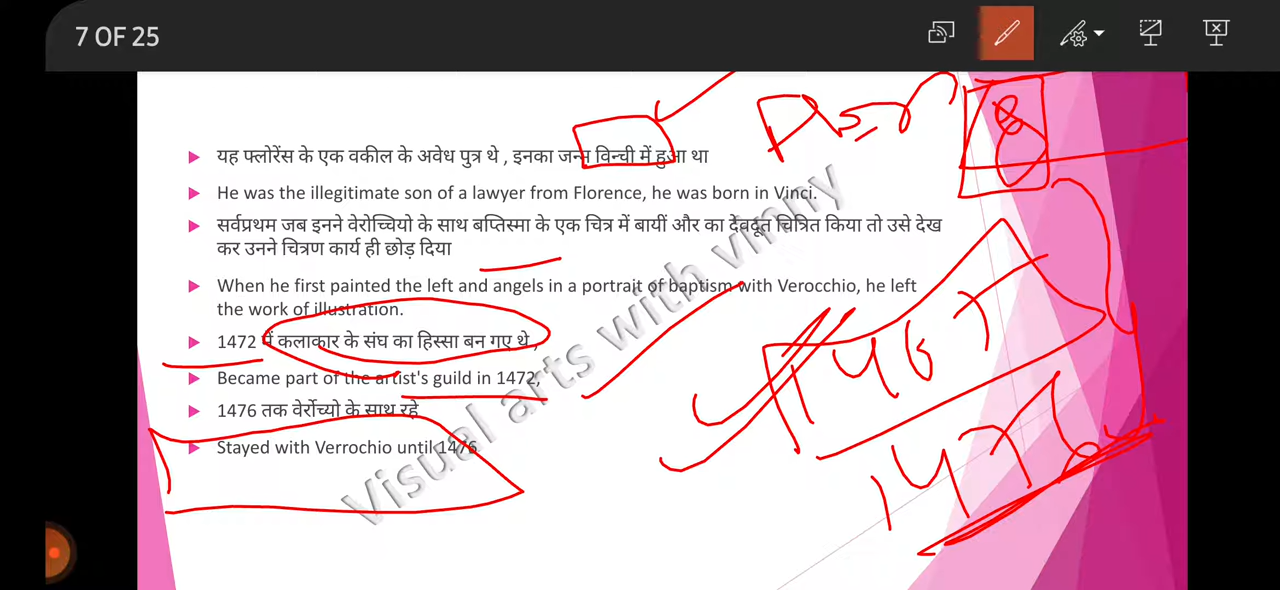 7 OF 25
यह फ्लोरेंस के एक वकील के अवेध पुत्र थे , इनका जन्म विन्ची में हुआ था
He was the illegitimate son of a lawyer from Florence, he was born in Vinci.
सर्वप्रथम जब इनने वेरोच्चियो के साथ बप्तिस्मा के एक चित्र में बायीं और का देवदूत चित्रित किया तो उसे देख
कर उनने चित्रण कार्य ही छोड़ दिया
When he first painted the left and angels in a portrait of baptism with Verocchio, he left
the work of illustration.
1472 में कलाकार के संघ का हिस्सा बन गए थे ,
Became part of the artist's guild in 1472,
1476 तक वेर्रोच्यो के साथ रहे
Stayed with Verrochio until 1476
Visual arts with vinny
8
1467
1476